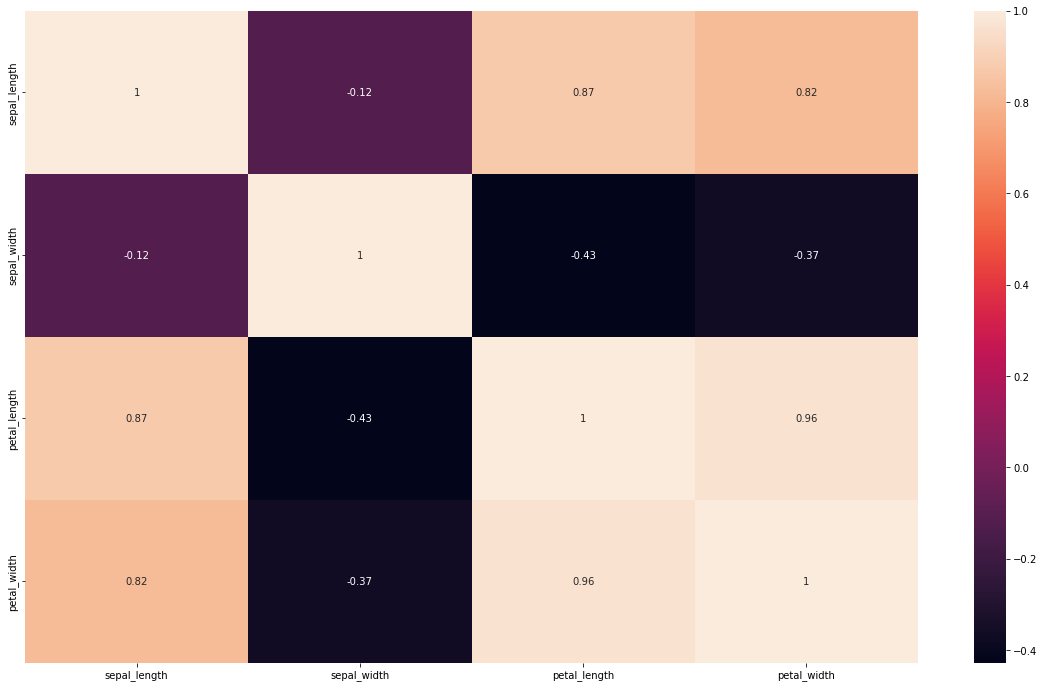 sepal_length 1 -0.12 0.87 0.82
sepal_width -0.12 1 -0.43 -0.37
petal_length 0.87 -0.43 1 0.96
petal_width 0.82 -0.37 0.96 1
sepal_length sepal_width petal_length petal_width
1.0
0.8
0.6
0.4
0.2
0.0
−0.2
−0.4